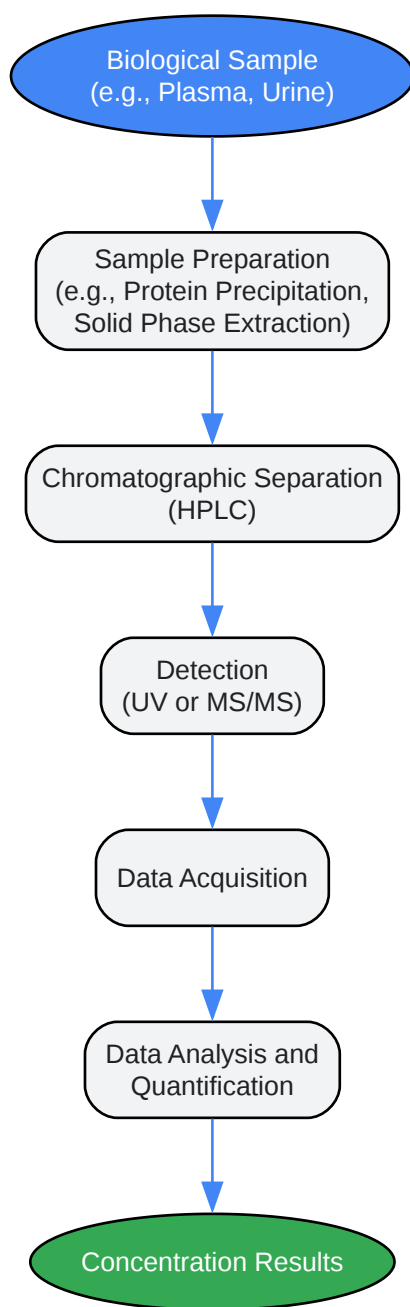 Biological Sample
(e.g., Plasma, Urine)
Sample Preparation
(e.g., Protein Precipitation,
Solid Phase Extraction)
Chromatographic Separation
(HPLC)
Detection
(UV or MS/MS)
Data Acquisition
Data Analysis and
Quantification
Concentration Results